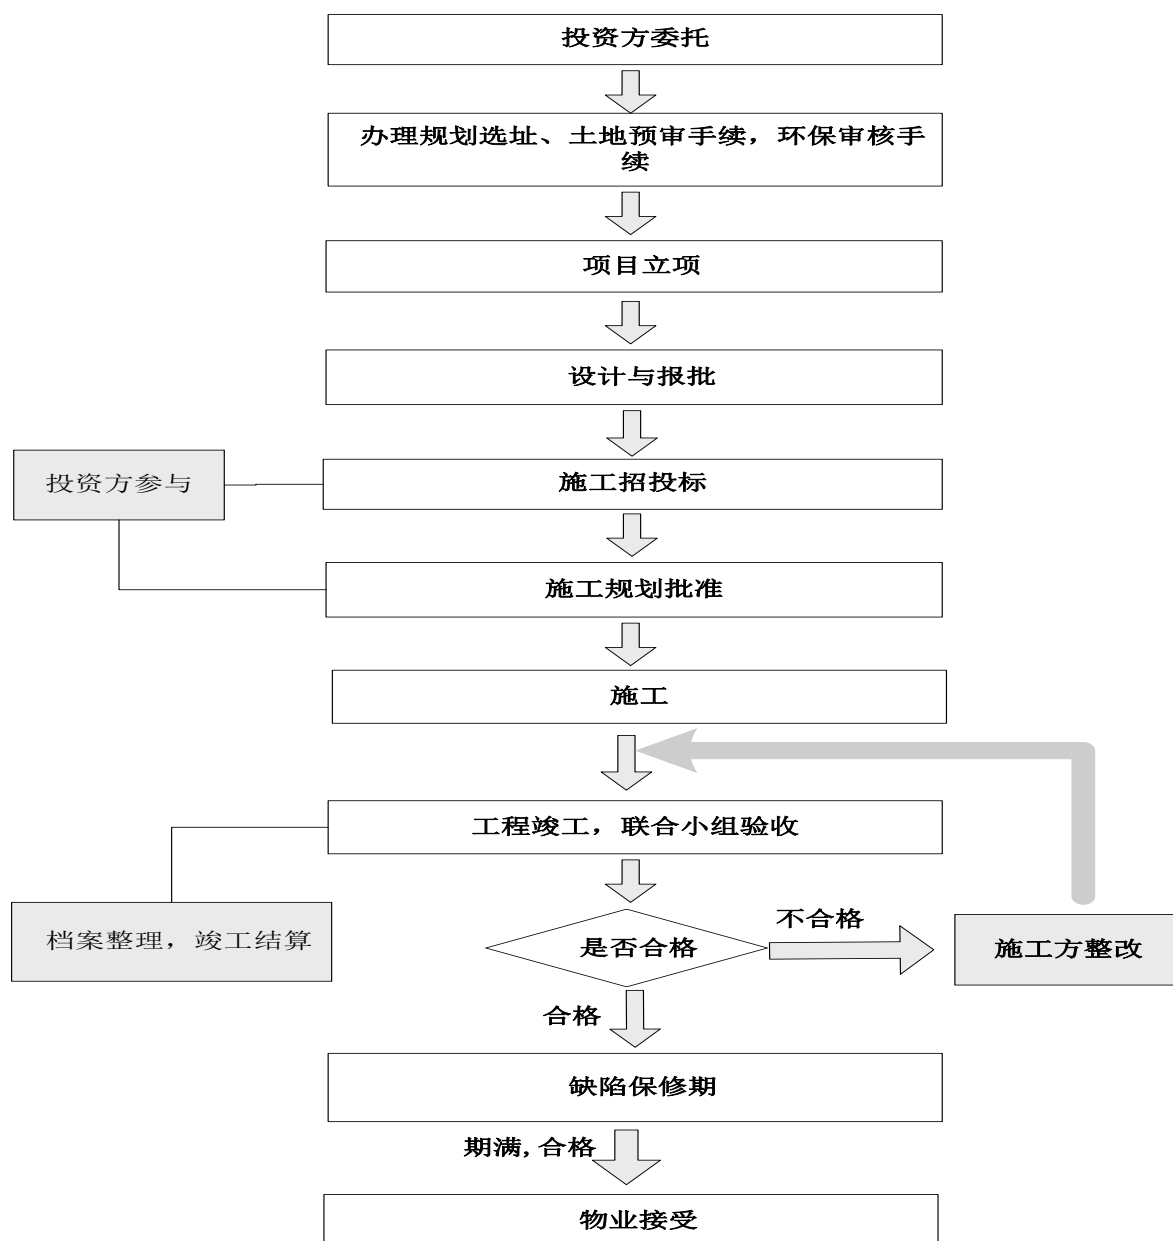 投资方委托
办理规划选址、土地预审手续，环保审核手
续
项目立项
设计与报批
投资方参与
施工招投标
施工规划批准
施工
工程竣工，联合小组验收
档案整理，竣工结算
是否合格
不合格
施工方整改
合格
缺陷保修期
期满,合格
物业接受